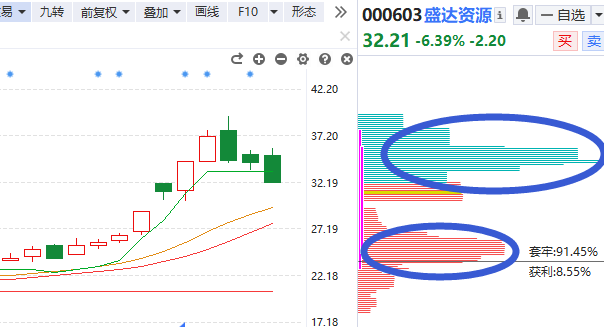 易 九转 前复权 叠加 画线 F10 形态
42.20
37.20
32.19
27.19
22.18
17.18
000603 盛达资源
自选
32.21 -6.39% -2.20
买 卖
套牢:91.45%
获利:8.55%